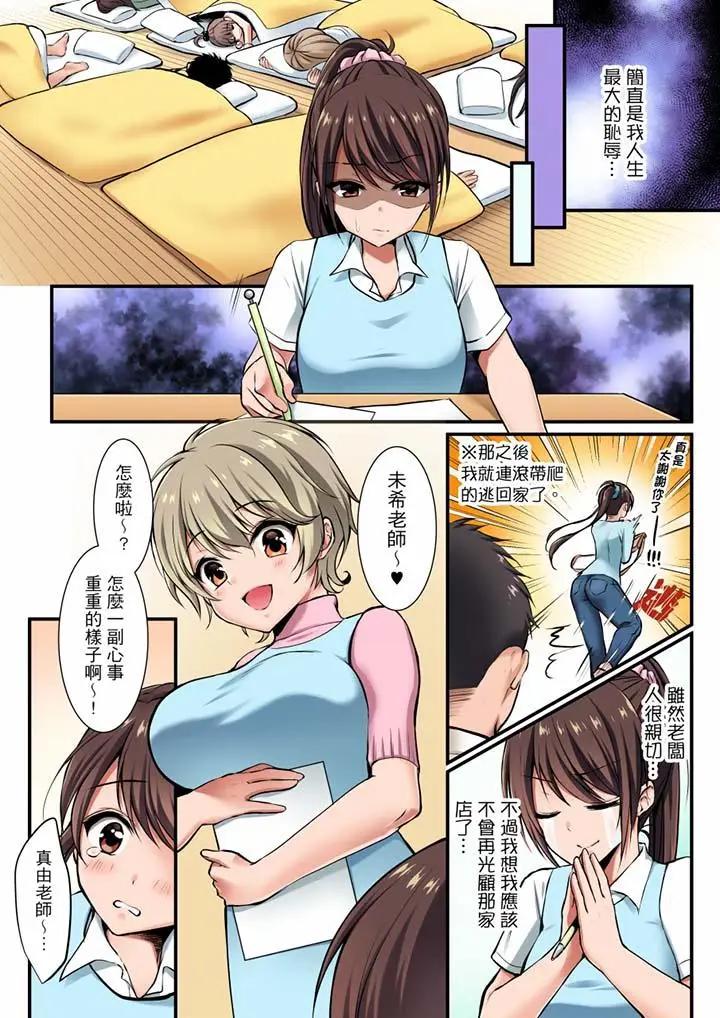 簡直是我人生
最大的恥辱…
※那之後
我就連滾帶爬
的逃回家了。
真是
太謝謝你了——!!!
雖然老闆
人很親切…
不過我想我應該
不會再光顧那家
店了…
未希老師～♥
怎麼啦～？
怎麼一副心事
重重的樣子啊～！
真由老師～…